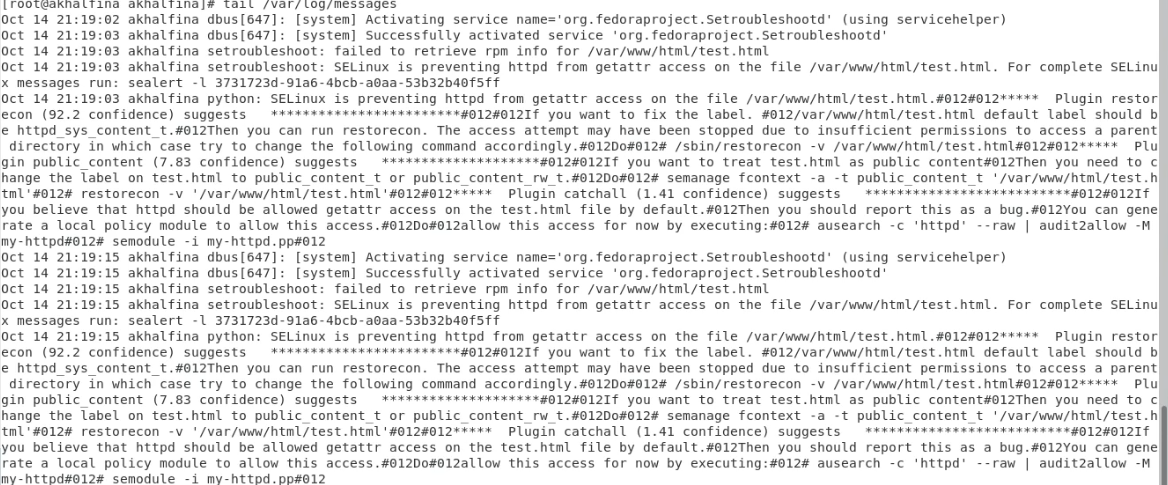 [root@akhalfina akhalfina]# tail /var/log/messages
Oct 14 21:19:02 akhalfina dbus[647]: [system] Activating service name='org.fedoraproject.Setroubleshootd' (using servicehelper)
Oct 14 21:19:03 akhalfina dbus[647]: [system] Successfully activated service 'org.fedoraproject.Setroubleshootd'
Oct 14 21:19:03 akhalfina setroubleshoot: failed to retrieve rpm info for /var/www/html/test.html
Oct 14 21:19:03 akhalfina setroubleshoot: SELinux is preventing httpd from getattr access on the file /var/www/html/test.html. For complete SELinu
x messages run: sealert -l 3731723d-91a6-4bcb-a0aa-53b32b40f5ff
Oct 14 21:19:03 akhalfina python: SELinux is preventing httpd from getattr access on the file /var/www/html/test.html.#012#012*****  Plugin restor
econ (92.2 confidence) suggests   ************************#012#012If you want to fix the label. #012/var/www/html/test.html default label should b
e httpd_sys_content_t.#012Then you can run restorecon. The access attempt may have been stopped due to insufficient permissions to access a parent
 directory in which case try to change the following command accordingly.#012Do#012# /sbin/restorecon -v /var/www/html/test.html#012#012*****  Plu
gin public_content (7.83 confidence) suggests   ********************#012#012If you want to treat test.html as public content#012Then you need to c
hange the label on test.html to public_content_t or public_content_rw_t.#012Do#012# semanage fcontext -a -t public_content_t '/var/www/html/test.h
tml'#012# restorecon -v '/var/www/html/test.html'#012#012*****  Plugin catchall (1.41 confidence) suggests   **************************#012#012If
you believe that httpd should be allowed getattr access on the test.html file by default.#012Then you should report this as a bug.#012You can gene
rate a local policy module to allow this access.#012Do#012allow this access for now by executing:#012# ausearch -c 'httpd' --raw | audit2allow -M
my-httpd#012# semodule -i my-httpd.pp#012
Oct 14 21:19:15 akhalfina dbus[647]: [system] Activating service name='org.fedoraproject.Setroubleshootd' (using servicehelper)
Oct 14 21:19:15 akhalfina dbus[647]: [system] Successfully activated service 'org.fedoraproject.Setroubleshootd'
Oct 14 21:19:15 akhalfina setroubleshoot: failed to retrieve rpm info for /var/www/html/test.html
Oct 14 21:19:15 akhalfina setroubleshoot: SELinux is preventing httpd from getattr access on the file /var/www/html/test.html. For complete SELinu
x messages run: sealert -l 3731723d-91a6-4bcb-a0aa-53b32b40f5ff
Oct 14 21:19:15 akhalfina python: SELinux is preventing httpd from getattr access on the file /var/www/html/test.html.#012#012*****  Plugin restor
econ (92.2 confidence) suggests   ************************#012#012If you want to fix the label. #012/var/www/html/test.html default label should b
e httpd_sys_content_t.#012Then you can run restorecon. The access attempt may have been stopped due to insufficient permissions to access a parent
 directory in which case try to change the following command accordingly.#012Do#012# /sbin/restorecon -v /var/www/html/test.html#012#012*****  Plu
gin public_content (7.83 confidence) suggests   ********************#012#012If you want to treat test.html as public content#012Then you need to c
hange the label on test.html to public_content_t or public_content_rw_t.#012Do#012# semanage fcontext -a -t public_content_t '/var/www/html/test.h
tml'#012# restorecon -v '/var/www/html/test.html'#012#012*****  Plugin catchall (1.41 confidence) suggests   **************************#012#012If
you believe that httpd should be allowed getattr access on the test.html file by default.#012Then you should report this as a bug.#012You can gene
rate a local policy module to allow this access.#012Do#012allow this access for now by executing:#012# ausearch -c 'httpd' --raw | audit2allow -M
my-httpd#012# semodule -i my-httpd.pp#012